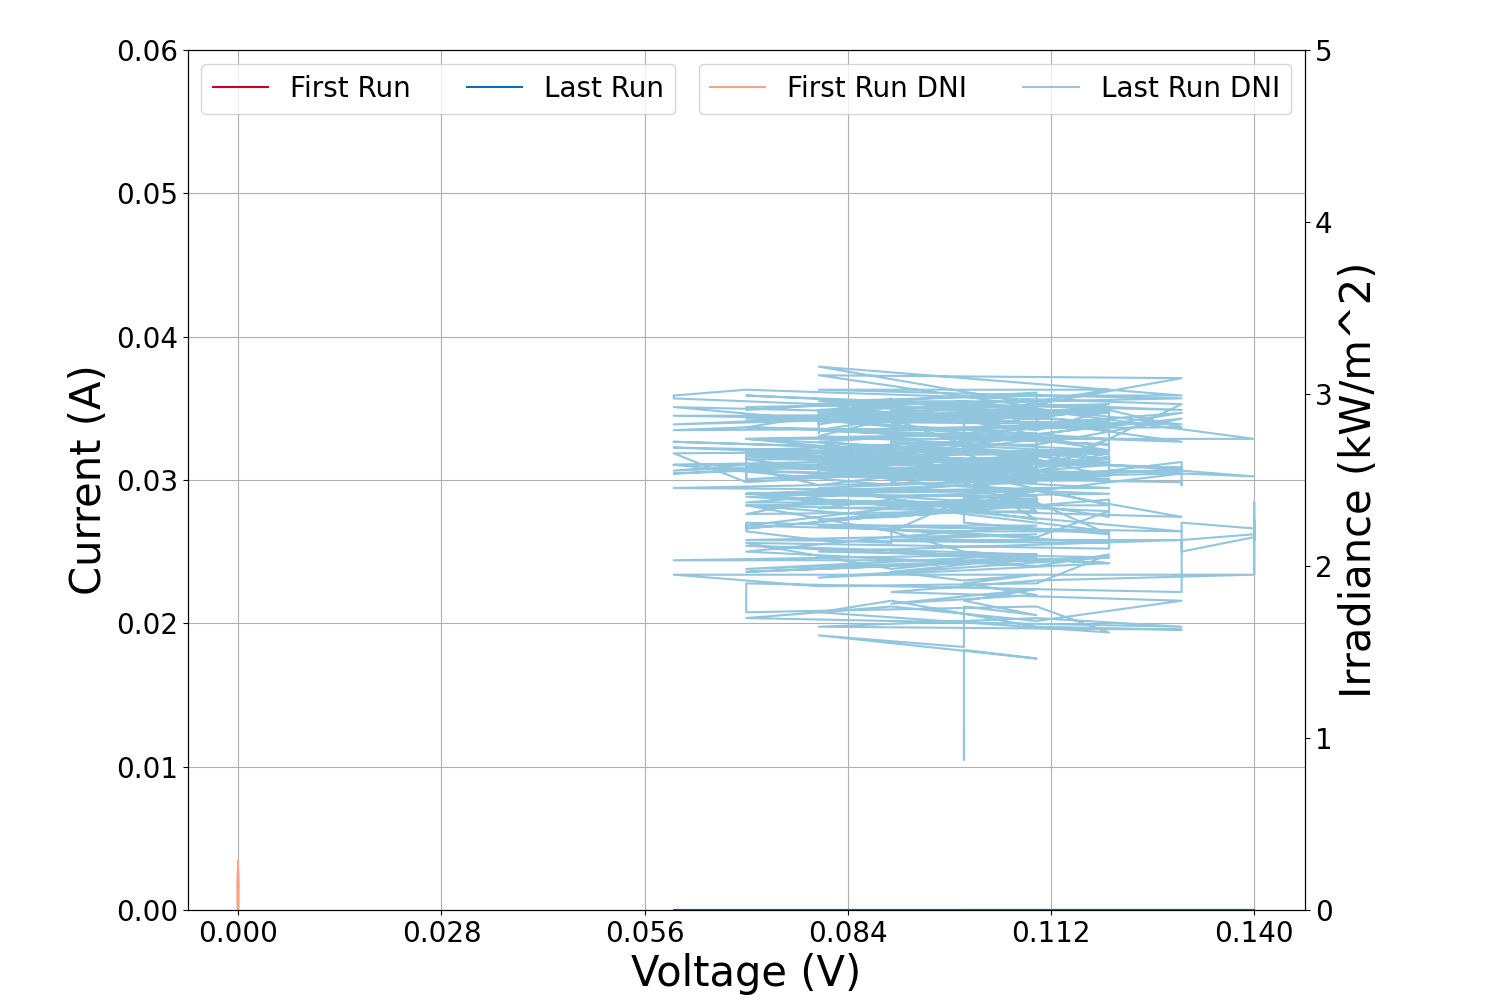 First Run
Last Run
First Run DNI
Last Run DNI
Current (A)
0.06
0.05
0.04
0.03
0.02
0.01
0.00
0.000
0.028
0.056
0.084
0.112
0.140
Voltage (V)
5
4
3
2
1
0
Irradiance (kW/m^2)